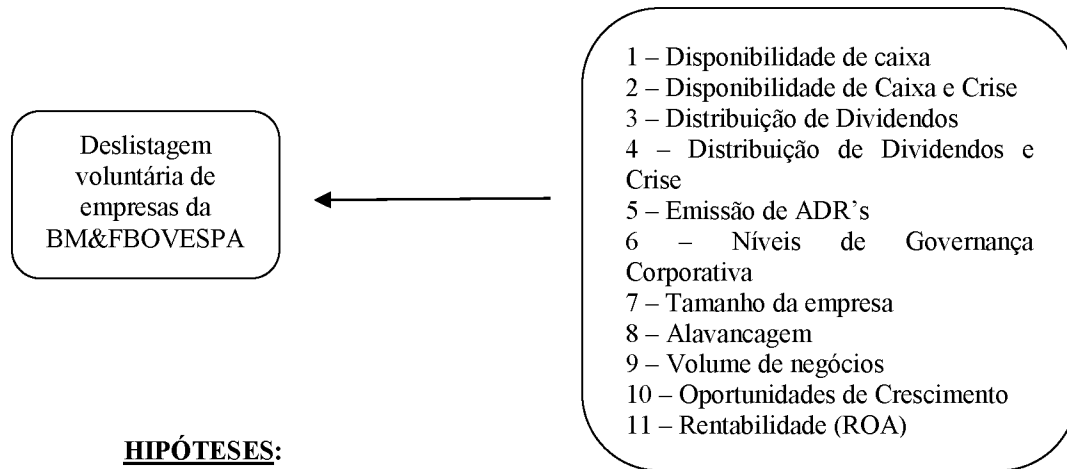 Deslistagem
voluntária de
empresas da
BM&FBOVESPA
1 – Disponibilidade de caixa
2 – Disponibilidade de Caixa e Crise
3 – Distribuição de Dividendos
4 – Distribuição de Dividendos e
Crise
5 – Emissão de ADR’s
6 – Níveis de Governança
Corporativa
7 – Tamanho da empresa
8 – Alavancagem
9 – Volume de negócios
10 – Oportunidades de Crescimento
11 – Rentabilidade (ROA)
HIPÓTESES: